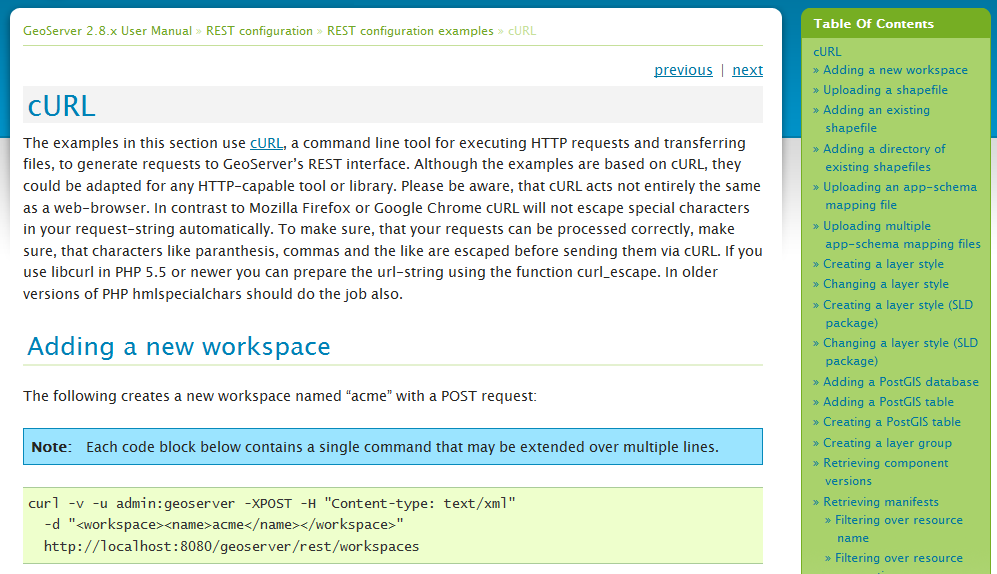 GeoServer 2.8.x User Manual » REST configuration » REST configuration examples » cURL
previous | next
cURL
The examples in this section use cURL, a command line tool for executing HTTP requests and transferring
files, to generate requests to GeoServer's REST interface. Although the examples are based on cURL, they
could be adapted for any HTTP-capable tool or library. Please be aware, that cURL acts not entirely the same
as a web-browser. In contrast to Mozilla Firefox or Google Chrome cURL will not escape special characters
in your request-string automatically. To make sure, that your requests can be processed correctly, make
sure, that characters like paranthesis, commas and the like are escaped before sending them via cURL. If you
use libcurl in PHP 5.5 or newer you can prepare the url-string using the function curl_escape. In older
versions of PHP hmlspecialchars should do the job also.
Adding a new workspace
The following creates a new workspace named “acme” with a POST request:
Note: Each code block below contains a single command that may be extended over multiple lines.
curl -v -u admin:geoserver -XPOST -H "Content-type: text/xml"
-d "<workspace><name>acme</name></workspace>"
http://localhost:8080/geoserver/rest/workspaces
Table Of Contents
cURL
» Adding a new workspace
» Uploading a shapefile
» Adding an existing
shapefile
» Adding a directory of
existing shapefiles
» Uploading an app-schema
mapping file
» Uploading multiple
app-schema mapping files
» Creating a layer style
» Changing a layer style
» Creating a layer style (SLD
package)
» Changing a layer style (SLD
package)
» Adding a PostGIS database
» Adding a PostGIS table
» Creating a PostGIS table
» Creating a layer group
» Retrieving component
versions
» Retrieving manifests
» Filtering over resource
name
» Filtering over resource